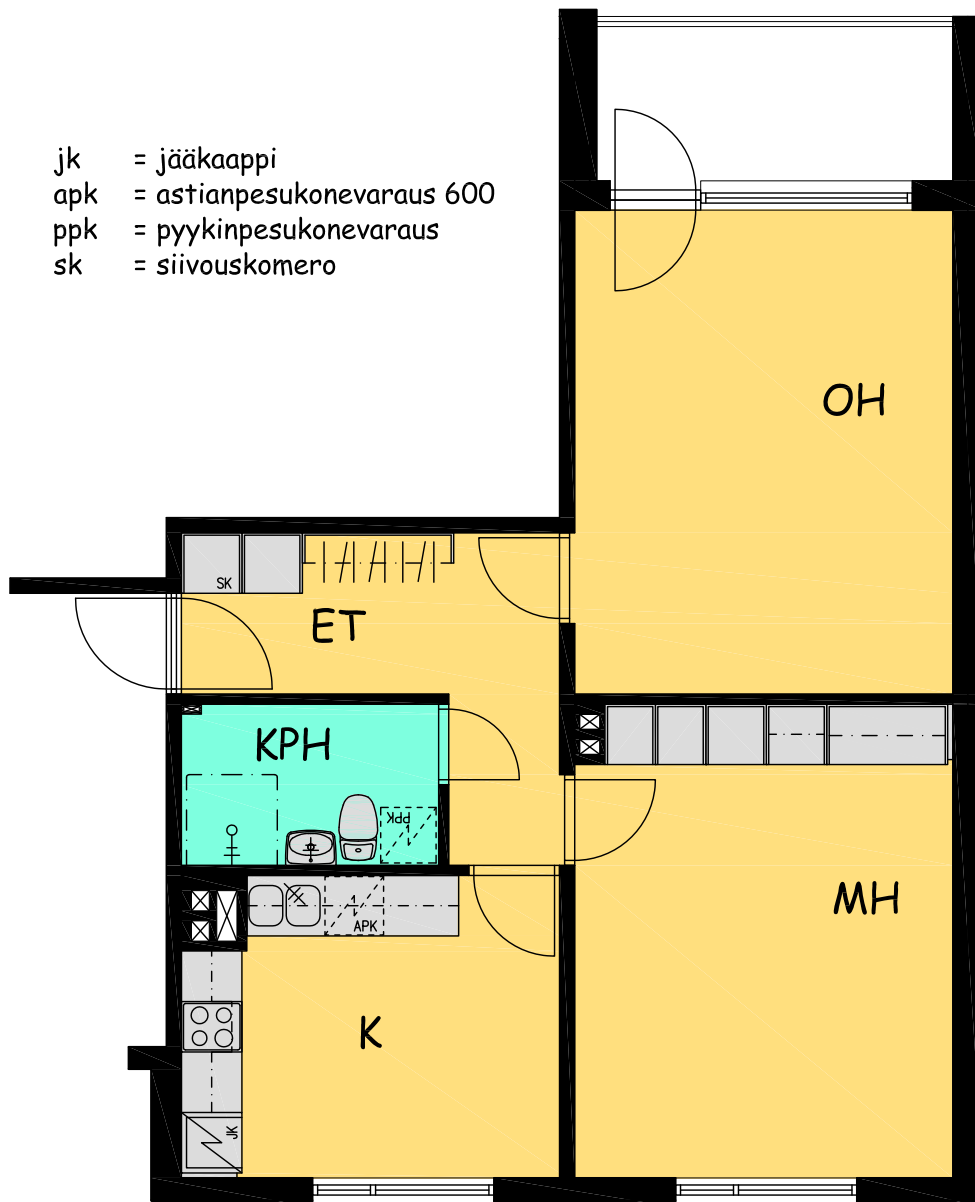 jk = jääkaappi
apk = astianpesukonevaraus 600
ppk = pyykinpesukonevaraus
sk = siivouskomero
OH
SK
ET
KPH
PPK
MH
APK
K
JK